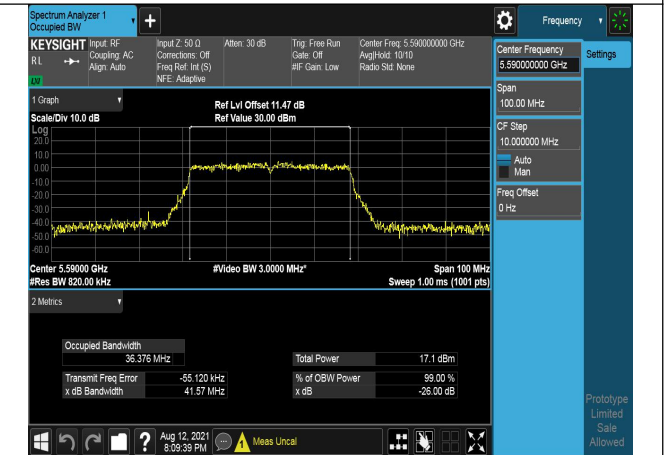 Spectrum Analyzer 1
Occupied BW
+
Frequency
KEYSIGHT
RL
Input: RF
Coupling: AC
Align: Auto
Input Z: 50 Ω
Corrections: Off
Freq Ref: Int (S)
NFE: Adaptive
Atten: 30 dB
Trig: Free Run
Gate: Off
#IF Gain: Low
Center Freq: 5.590000000 GHz
Avg|Hold: 10/10
Radio Std: None
Center Frequency
5.590000000 GHz
Settings
Span
100.00 MHz
CF Step
10.000000 MHz
Auto
Man
Freq Offset
0 Hz
1 Graph
Scale/Div 10.0 dB
Ref Lvl Offset 11.47 dB
Ref Value 30.00 dBm
Log
20.0
10.0
0.00
-10.0
-20.0
-30.0
-40.0
-50.0
-60.0
Center 5.59000 GHz
#Res BW 820.00 kHz
#Video BW 3.0000 MHz*
Span 100 MHz
Sweep 1.00 ms (1001 pts)
2 Metrics
Occupied Bandwidth
36.376 MHz
Total Power 17.1 dBm
Transmit Freq Error -55.120 kHz
% of OBW Power 99.00 %
x dB Bandwidth 41.57 MHz
x dB -26.00 dB
Prototype
Limited
Sale
Allowed
?
Aug 12, 2021
8:09:39 PM
Meas Uncal